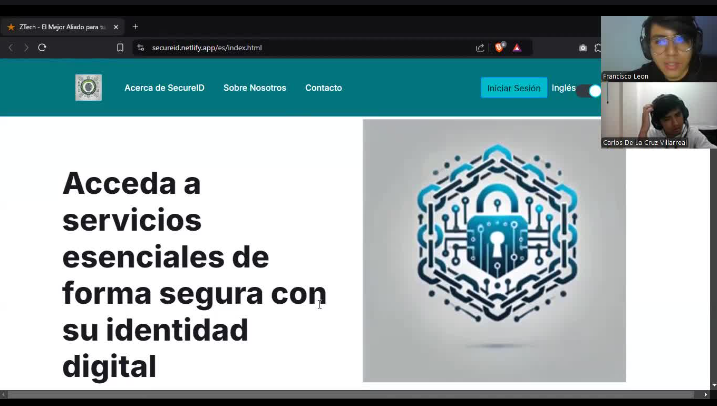 ZTech - El Mejor Aliado para tu
secureid.netlify.app/es/index.html
Francisco Leon
Acerca de SecureID
Sobre Nosotros
Contacto
Iniciar Sesión
Inglés
Carlos De La Cruz Villarreal
Acceda a
servicios
esenciales de
forma segura con
su identidad
digital